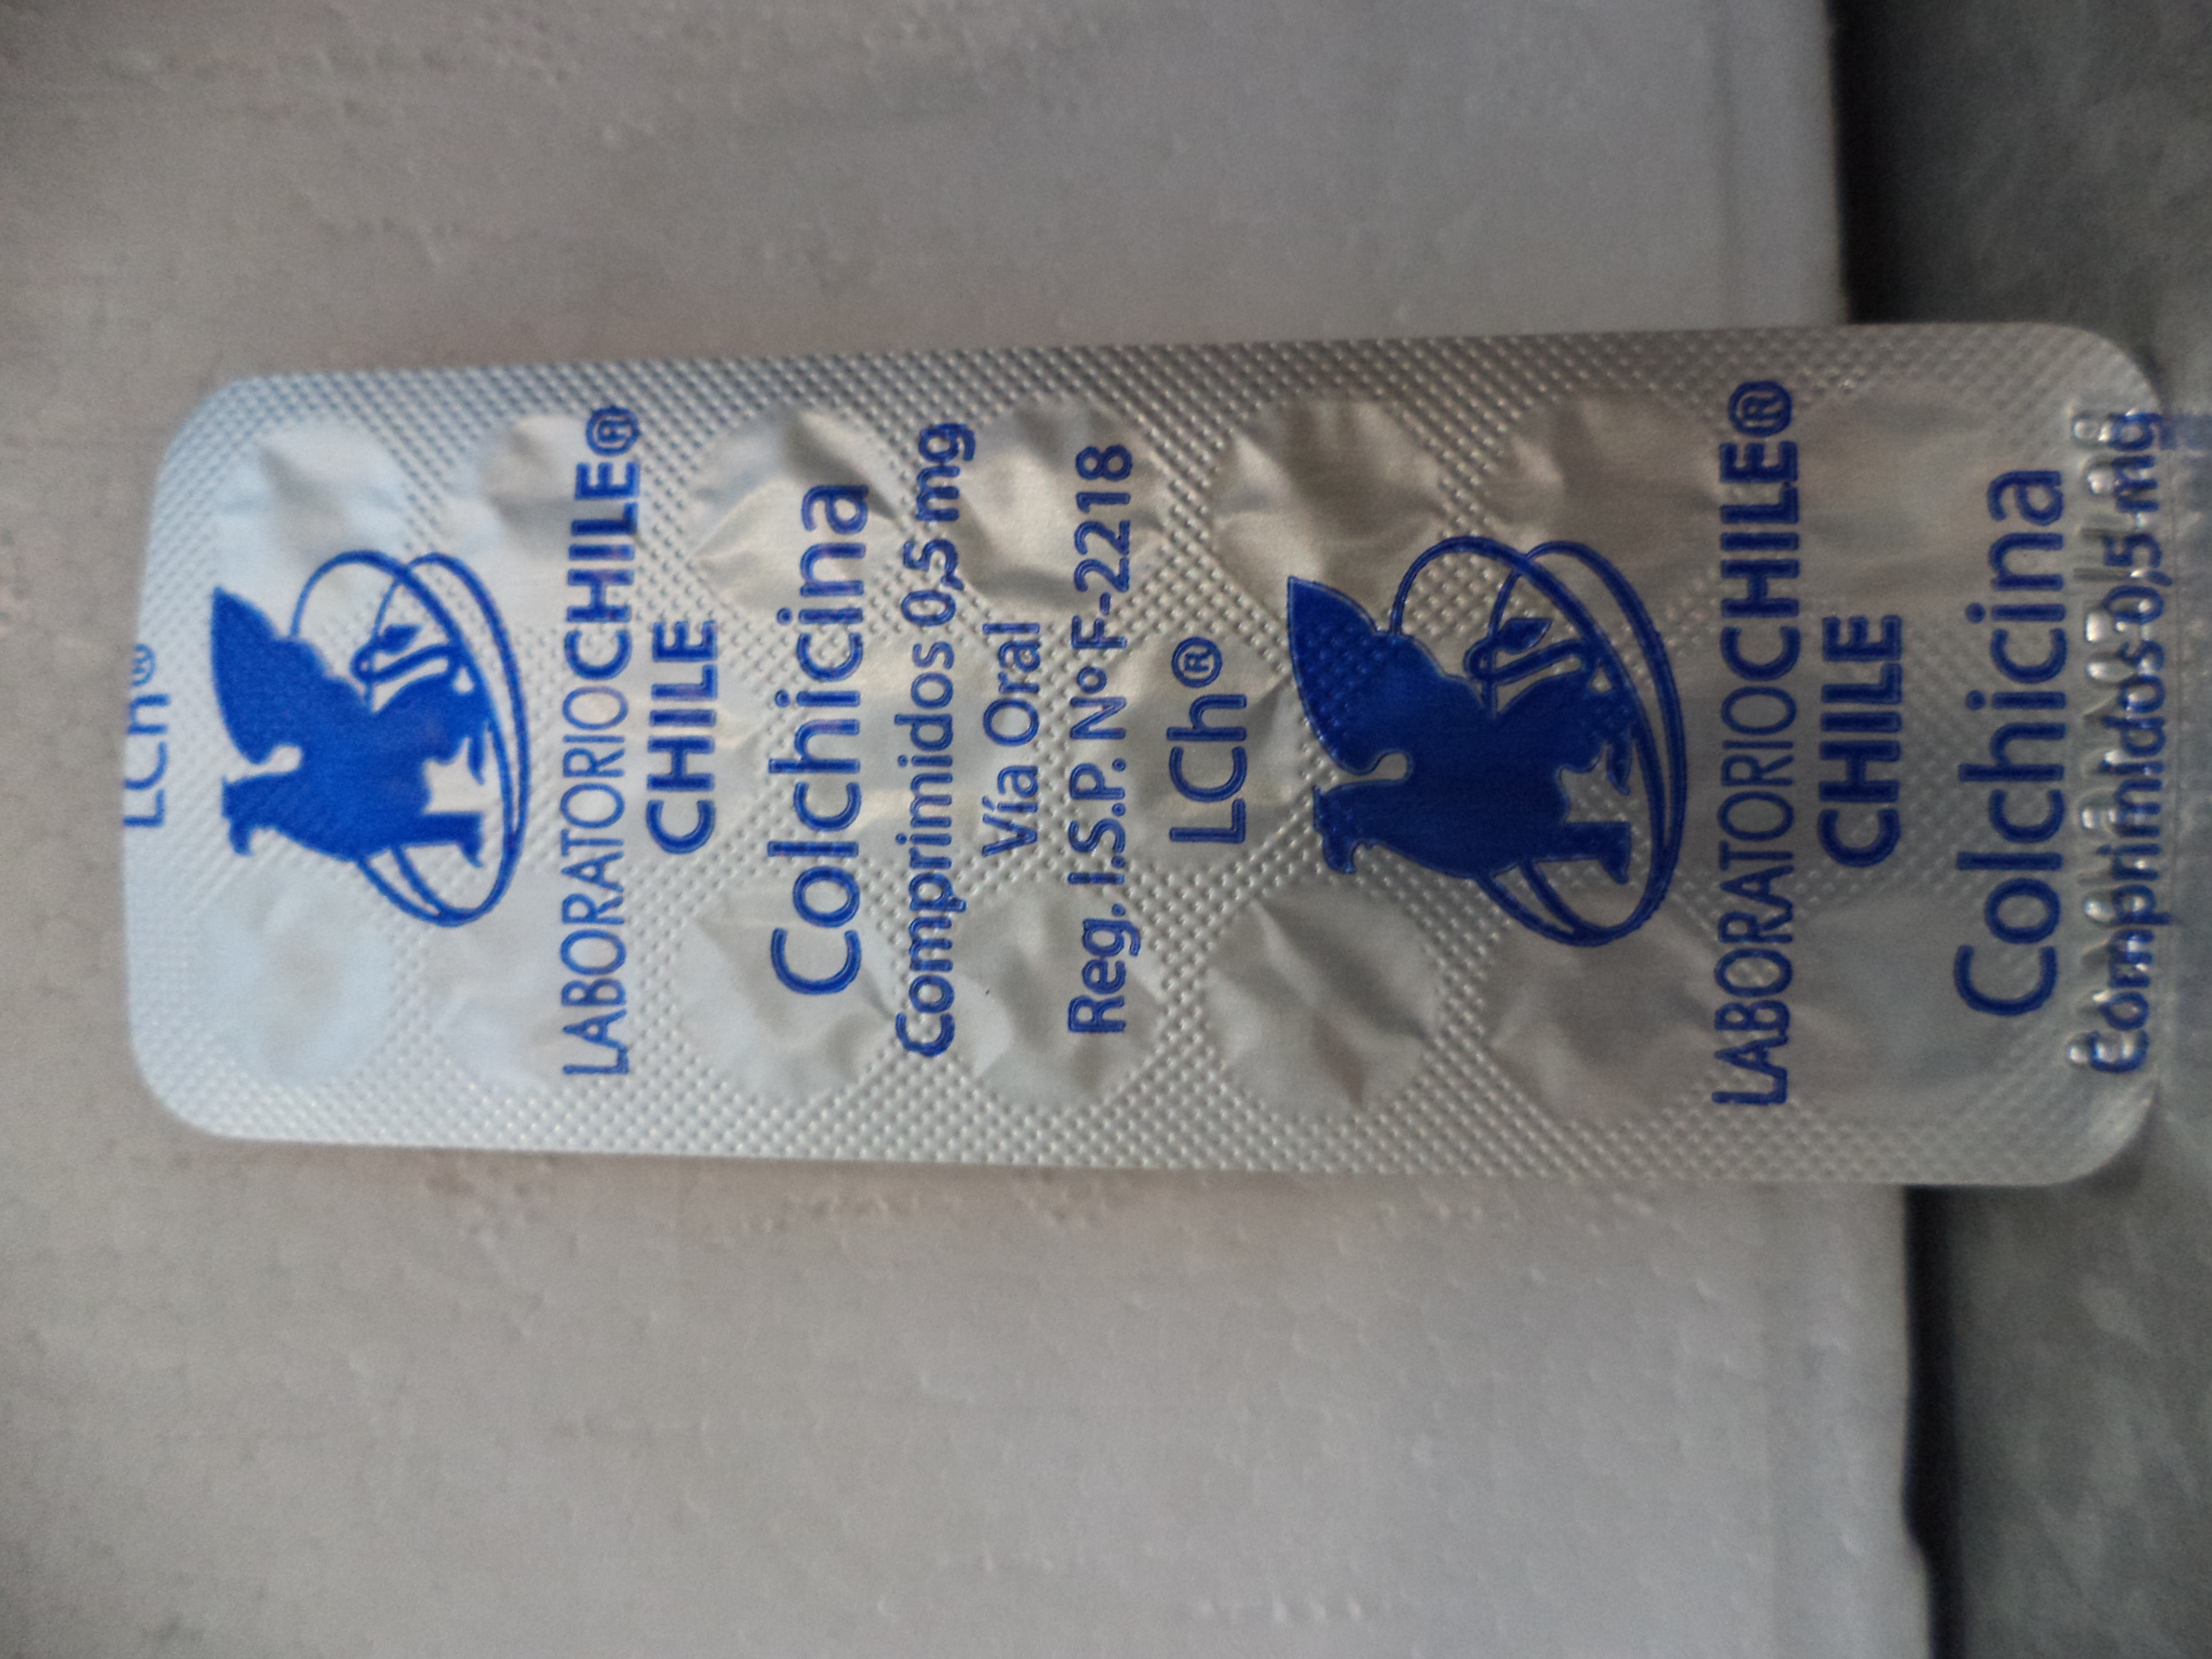 LCh®
LABORATORIOCHILE®
CHILE
Colchicina
Comprimidos 0,5 mg
Vía Oral
Reg. I.S.P. Nº F-2218
LCh®
LABORATORIOCHILE®
CHILE
Colchicina
Comprimidos 0,5 mg